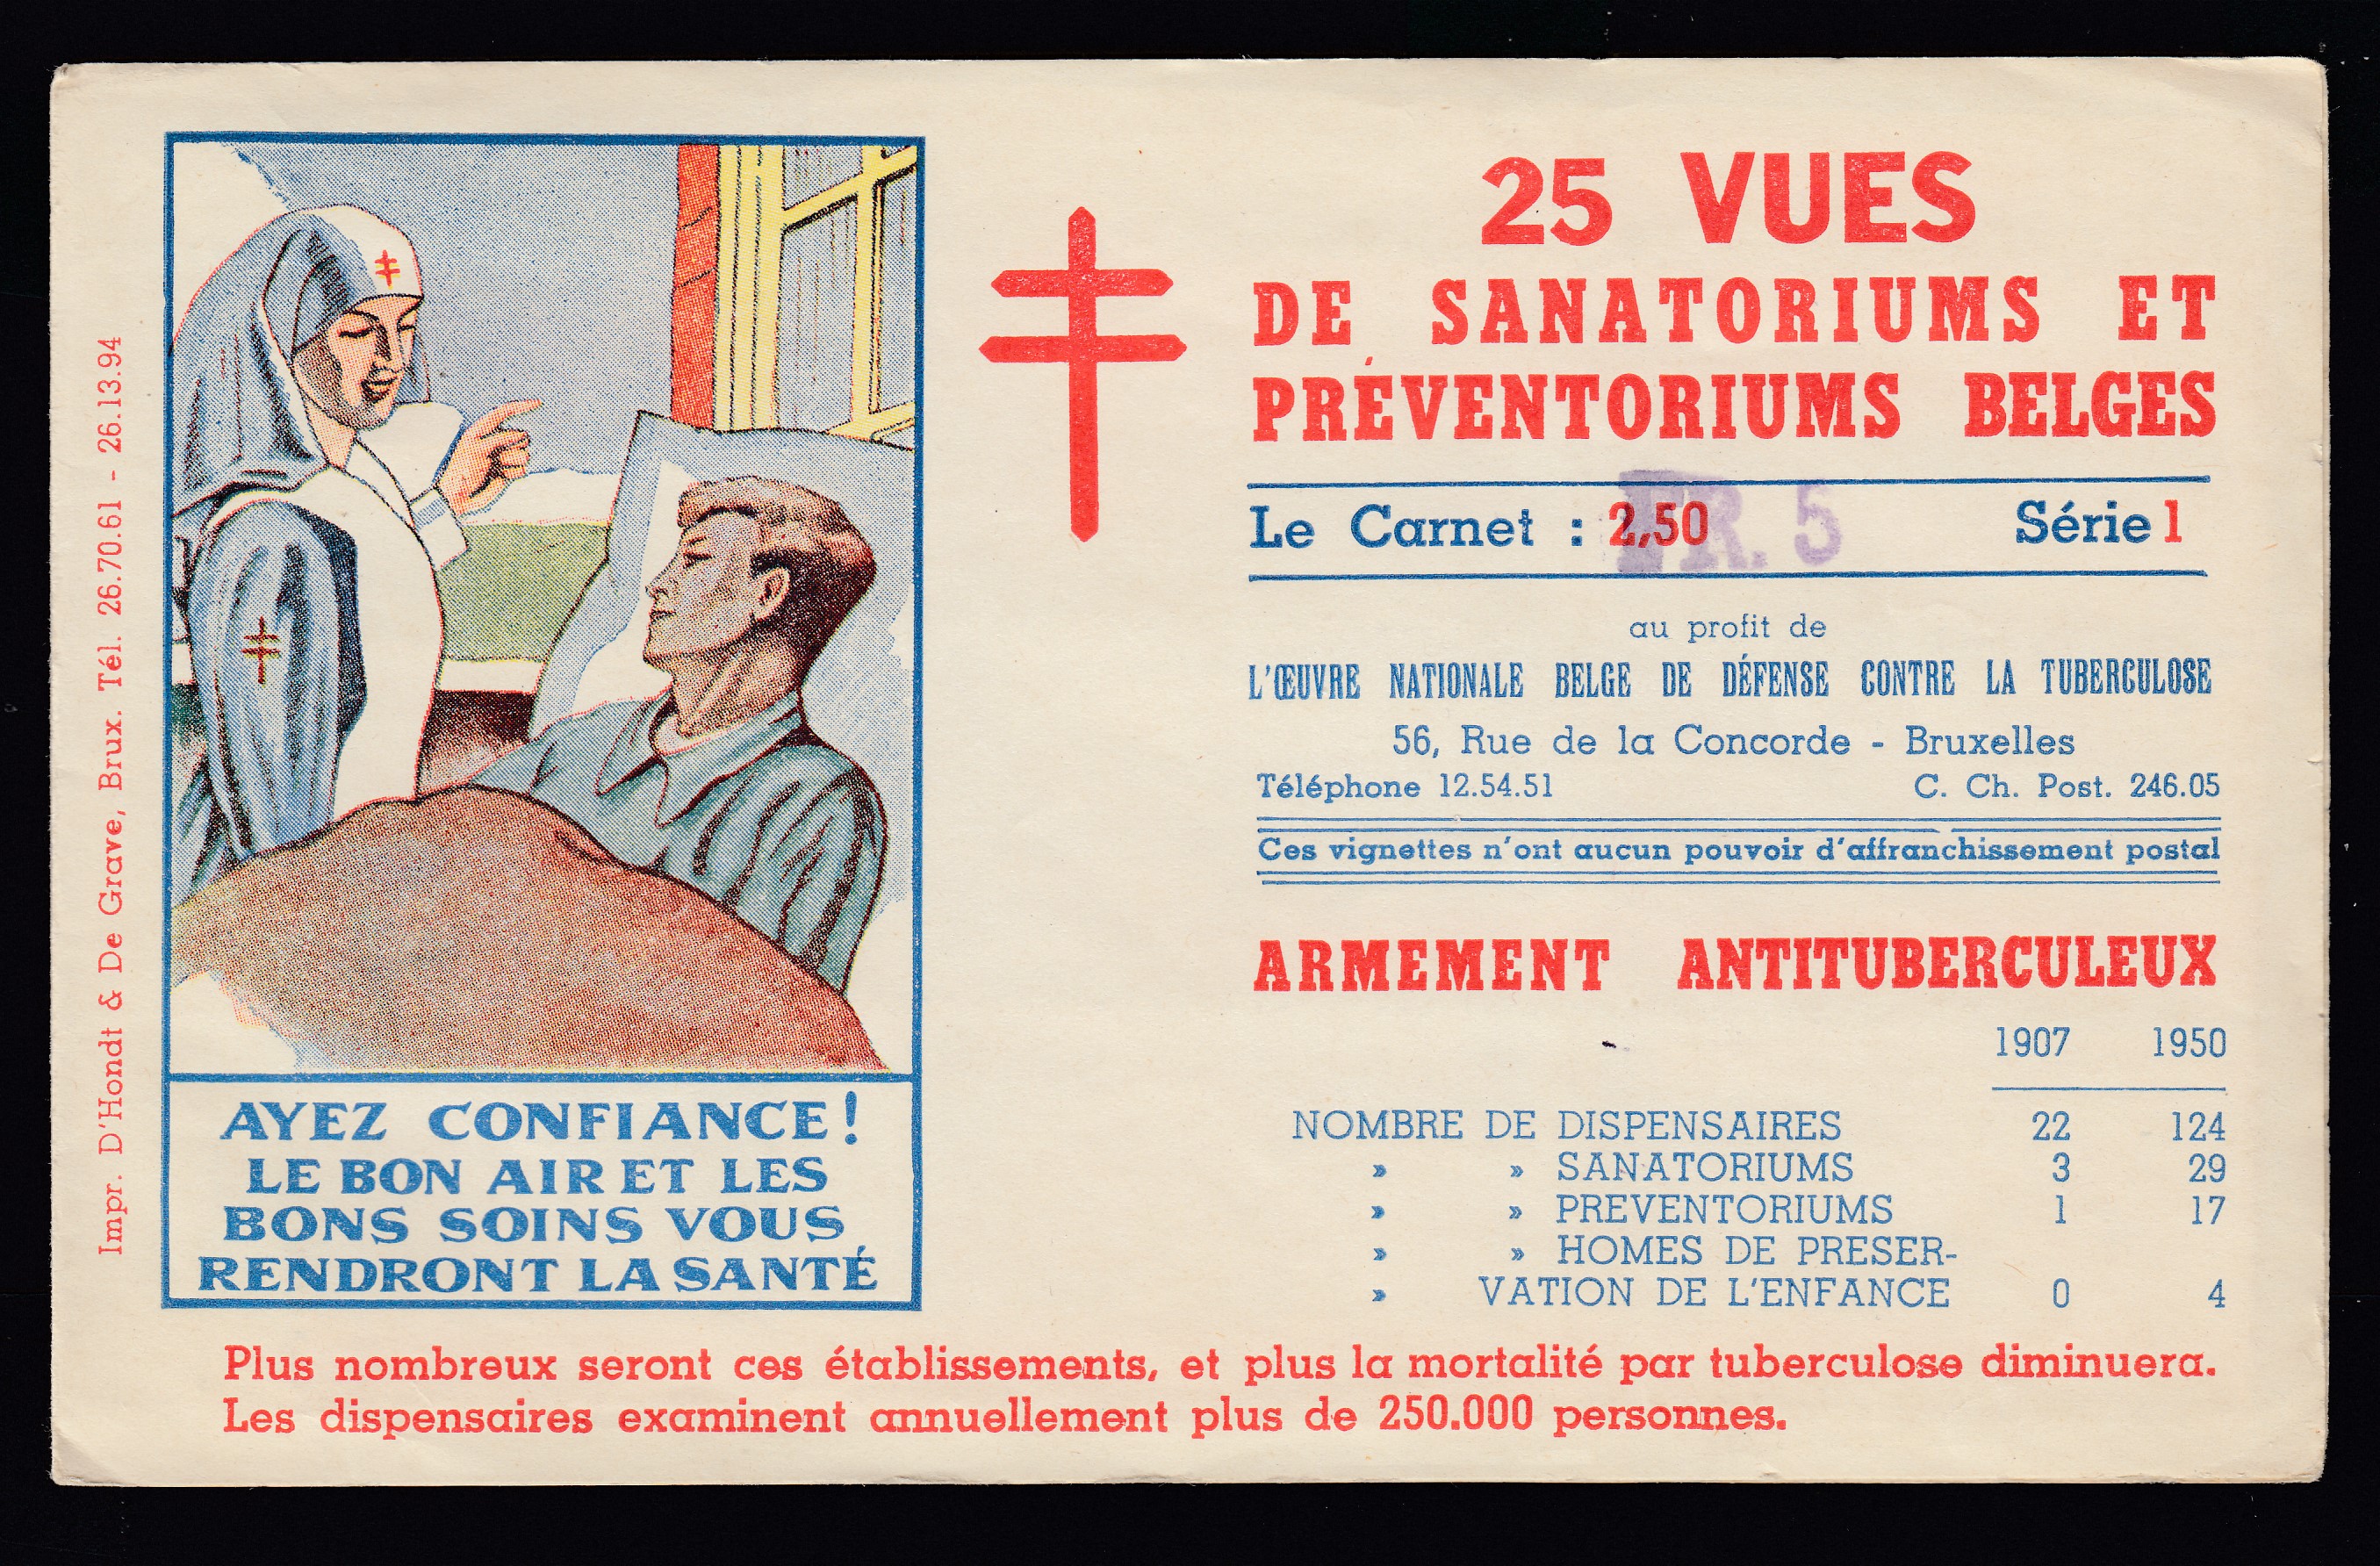 Impr. D'Hondt & De Grave, Brux. Tél. 26.70.61 - 26.13.94
AYEZ CONFIANCE!
LE BON AIR ET LES
BONS SOINS VOUS
RENDRONT LA SANTÉ
25 VUES
DE SANATORIUMS ET
PRÉVENTORIUMS BELGES
Le Carnet : 2,50 FR. 5 Série 1
au profit de
L'ŒUVRE NATIONALE BELGE DE DÉFENSE CONTRE LA TUBERCULOSE
56, Rue de la Concorde - Bruxelles
Téléphone 12.54.51 C. Ch. Post. 246.05
Ces vignettes n'ont aucun pouvoir d'affranchissement postal
ARMEMENT ANTITUBERCULEUX
1907 1950
NOMBRE DE DISPENSAIRES 22 124
» » SANATORIUMS 3 29
» » PREVENTORIUMS 1 17
» » HOMES DE PRESER-
» VATION DE L'ENFANCE 0 4
Plus nombreux seront ces établissements, et plus la mortalité par tuberculose diminuera.
Les dispensaires examinent annuellement plus de 250.000 personnes.